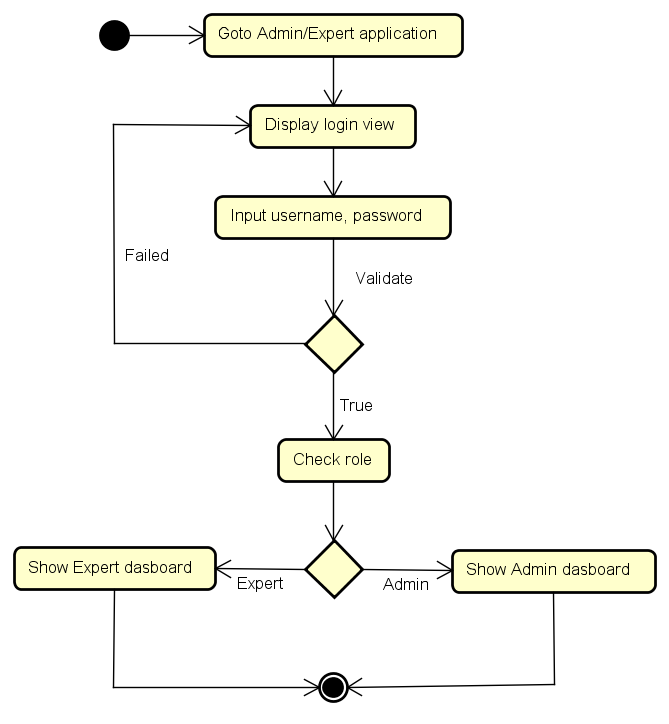 Goto Admin/Expert application
Display login view
Input username, password
Failed
Validate
True
Check role
Show Expert dasboard
Expert
Admin
Show Admin dasboard